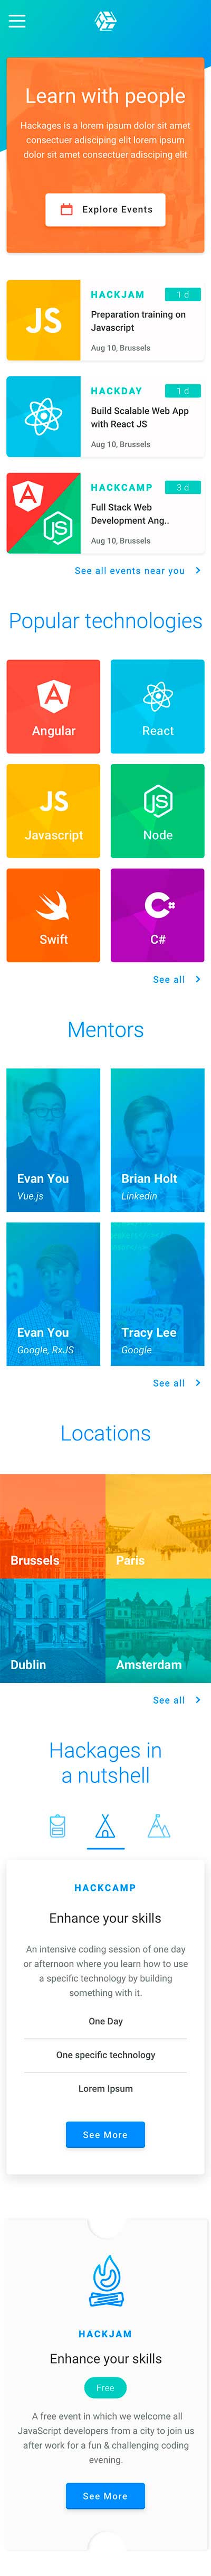 Learn with people
Hackages is a lorem ipsum dolor sit amet
consectuer adisciping elit lorem ipsum
dolor sit amet consectuer adisciping elit
Explore Events
JS
HACKJAM
1 d
Preparation training on
Javascript
Aug 10, Brussels
HACKDAY
1 d
Build Scalable Web App
with React JS
Aug 10, Brussels
A
JS
HACKCAMP
3 d
Full Stack Web
Development Ang..
Aug 10, Brussels
See all events near you
Popular technologies
A
Angular
React
JS
Javascript
JS
Node
Swift
C#
C#
See all
Mentors
Evan You
Vue.js
Brian Holt
Linkedin
Evan You
Google, RxJS
Tracy Lee
Google
See all
Locations
Brussels
Paris
Dublin
Amsterdam
See all
Hackages in
a nutshell
HACKCAMP
Enhance your skills
An intensive coding session of one day
or afternoon where you learn how to use
a specific technology by building
something with it.
One Day
One specific technology
Lorem Ipsum
See More
HACKJAM
Enhance your skills
Free
A free event in which we welcome all
JavaScript developers from a city to join us
after work for a fun & challenging coding
evening.
See More